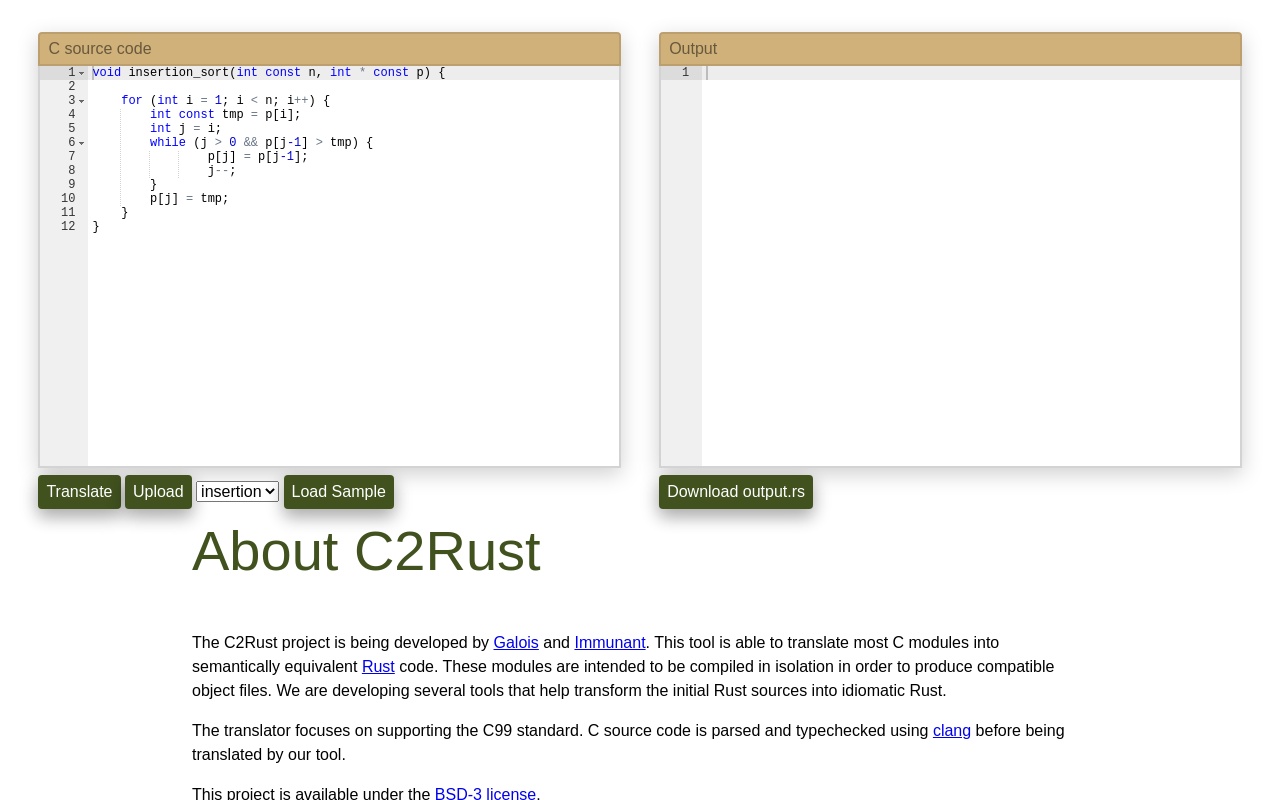 C source code
1 void insertion_sort(int const n, int * const p) {
2
3     for (int i = 1; i < n; i++) {
4         int const tmp = p[i];
5         int j = i;
6         while (j > 0 && p[j-1] > tmp) {
7                 p[j] = p[j-1];
8                 j--;
9         }
10         p[j] = tmp;
11     }
12 }
Output
1
Translate Upload insertion Load Sample
Download output.rs
About C2Rust
The C2Rust project is being developed by Galois and Immunant. This tool is able to translate most C modules into
semantically equivalent Rust code. These modules are intended to be compiled in isolation in order to produce compatible
object files. We are developing several tools that help transform the initial Rust sources into idiomatic Rust.
The translator focuses on supporting the C99 standard. C source code is parsed and typechecked using clang before being
translated by our tool.
This project is available under the BSD-3 license.